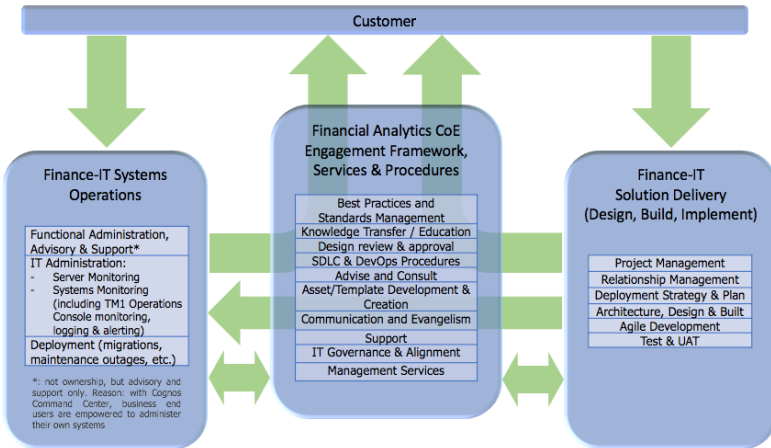 Customer
Finance-IT Systems
Operations
Functional Administration,
Advisory & Support*
IT Administration:
- Server Monitoring
- Systems Monitoring
(including TM1 Operations
Console monitoring,
logging & alerting)
Deployment (migrations,
maintenance outages, etc.)
*: not ownership, but advisory and
support only. Reason: with Cognos
Command Center, business end
users are empowered to administer
their own systems
Financial Analytics CoE
Engagement Framework,
Services & Procedures
Best Practices and
Standards Management
Knowledge Transfer / Education
Design review & approval
SDLC & DevOps Procedures
Advise and Consult
Asset/Template Development &
Creation
Communication and Evangelism
Support
IT Governance & Alignment
Management Services
Finance-IT
Solution Delivery
(Design, Build, Implement)
Project Management
Relationship Management
Deployment Strategy & Plan
Architecture, Design & Built
Agile Development
Test & UAT